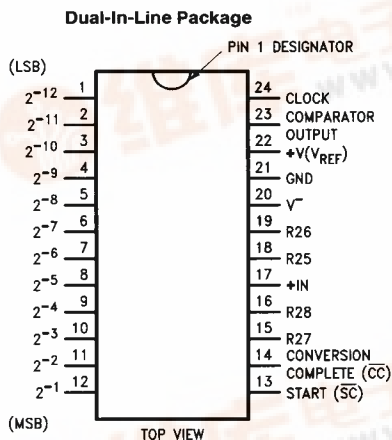 Dual-In-Line Package
PIN 1 DESIGNATOR
(LSB)
2⁻¹² 1 24 CLOCK
2⁻¹¹ 2 23 COMPARATOR
OUTPUT
2⁻¹⁰ 3 22 +V(V_REF)
2⁻⁹ 4 21 GND
2⁻⁸ 5 20 V⁻
2⁻⁷ 6 19 R26
2⁻⁶ 7 18 R25
2⁻⁵ 8 17 +IN
2⁻⁴ 9 16 R28
2⁻³ 10 15 R27
2⁻² 11 14 CONVERSION
COMPLETE (C̅C̅)
2⁻¹ 12 13 START (S̅C̅)
(MSB)
TOP VIEW